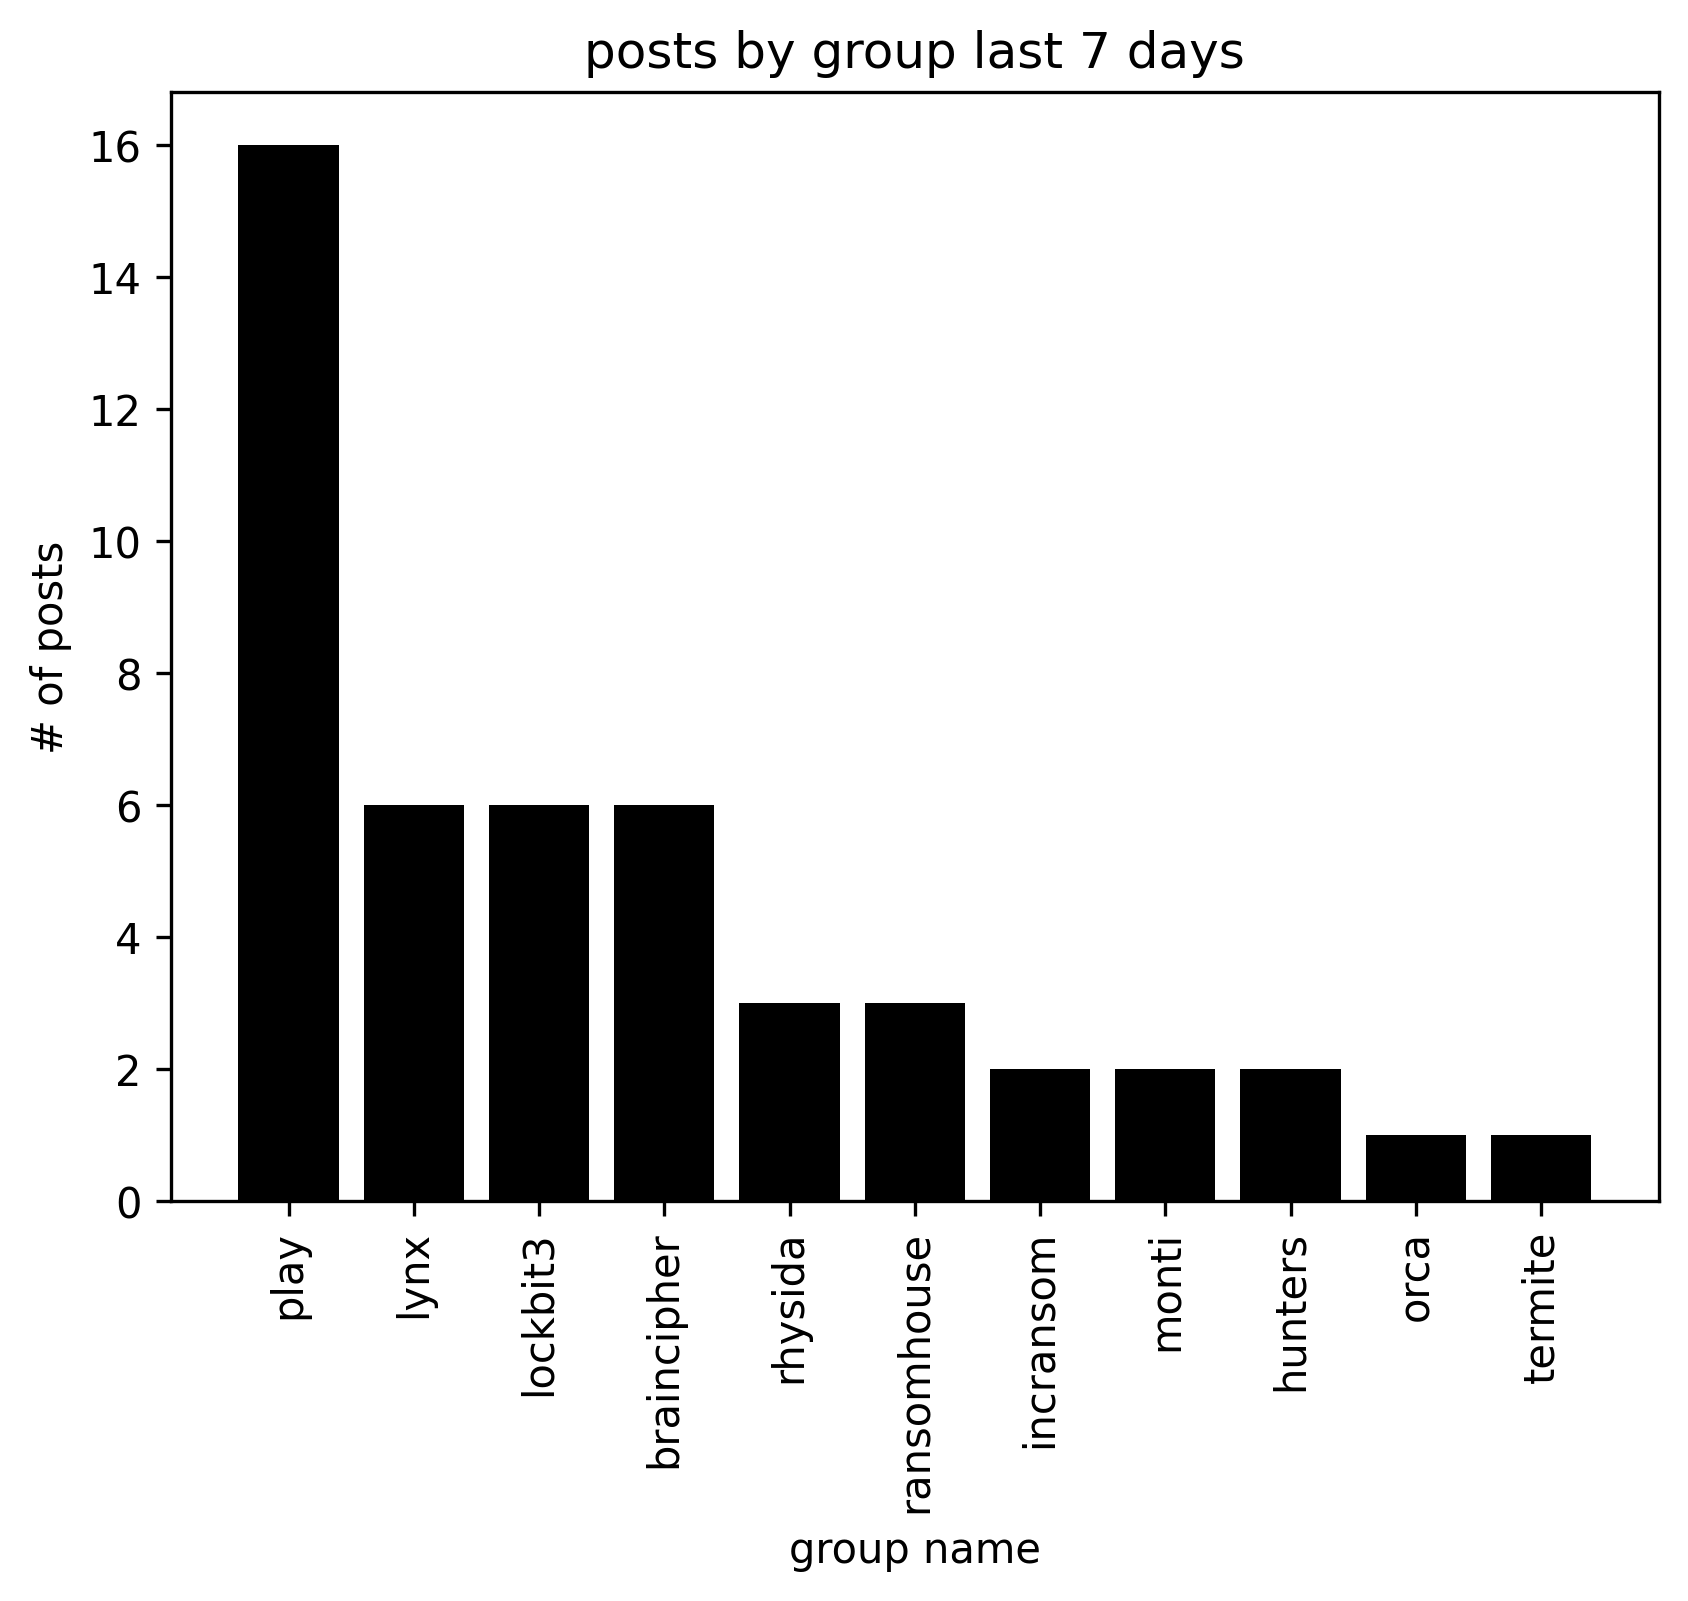 posts by group last 7 days
# of posts
16
14
12
10
8
6
4
2
0
play
lynx
lockbit3
braincipher
rhysida
ransomhouse
incransom
monti
hunters
orca
termite
group name